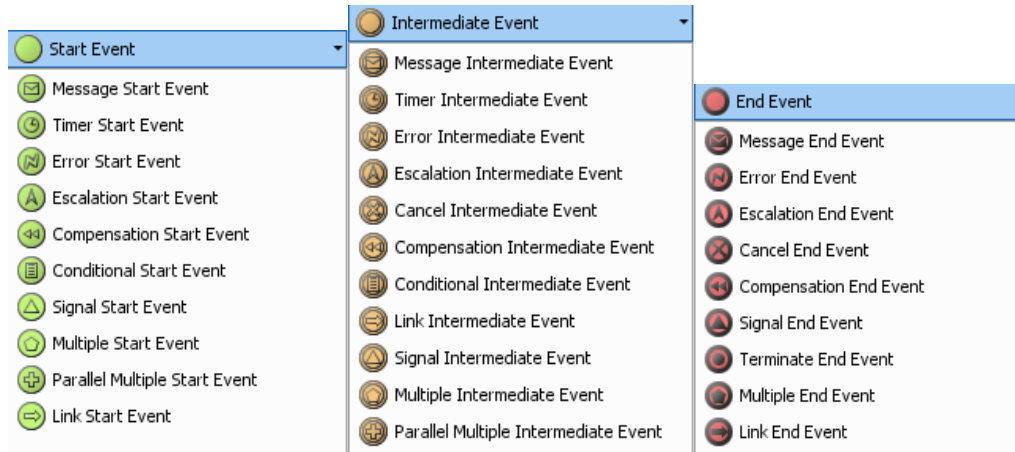 Start Event
Message Start Event
Timer Start Event
Error Start Event
Escalation Start Event
Compensation Start Event
Conditional Start Event
Signal Start Event
Multiple Start Event
Parallel Multiple Start Event
Link Start Event
Intermediate Event
Message Intermediate Event
Timer Intermediate Event
Error Intermediate Event
Escalation Intermediate Event
Cancel Intermediate Event
Compensation Intermediate Event
Conditional Intermediate Event
Link Intermediate Event
Signal Intermediate Event
Multiple Intermediate Event
Parallel Multiple Intermediate Event
End Event
Message End Event
Error End Event
Escalation End Event
Cancel End Event
Compensation End Event
Signal End Event
Terminate End Event
Multiple End Event
Link End Event